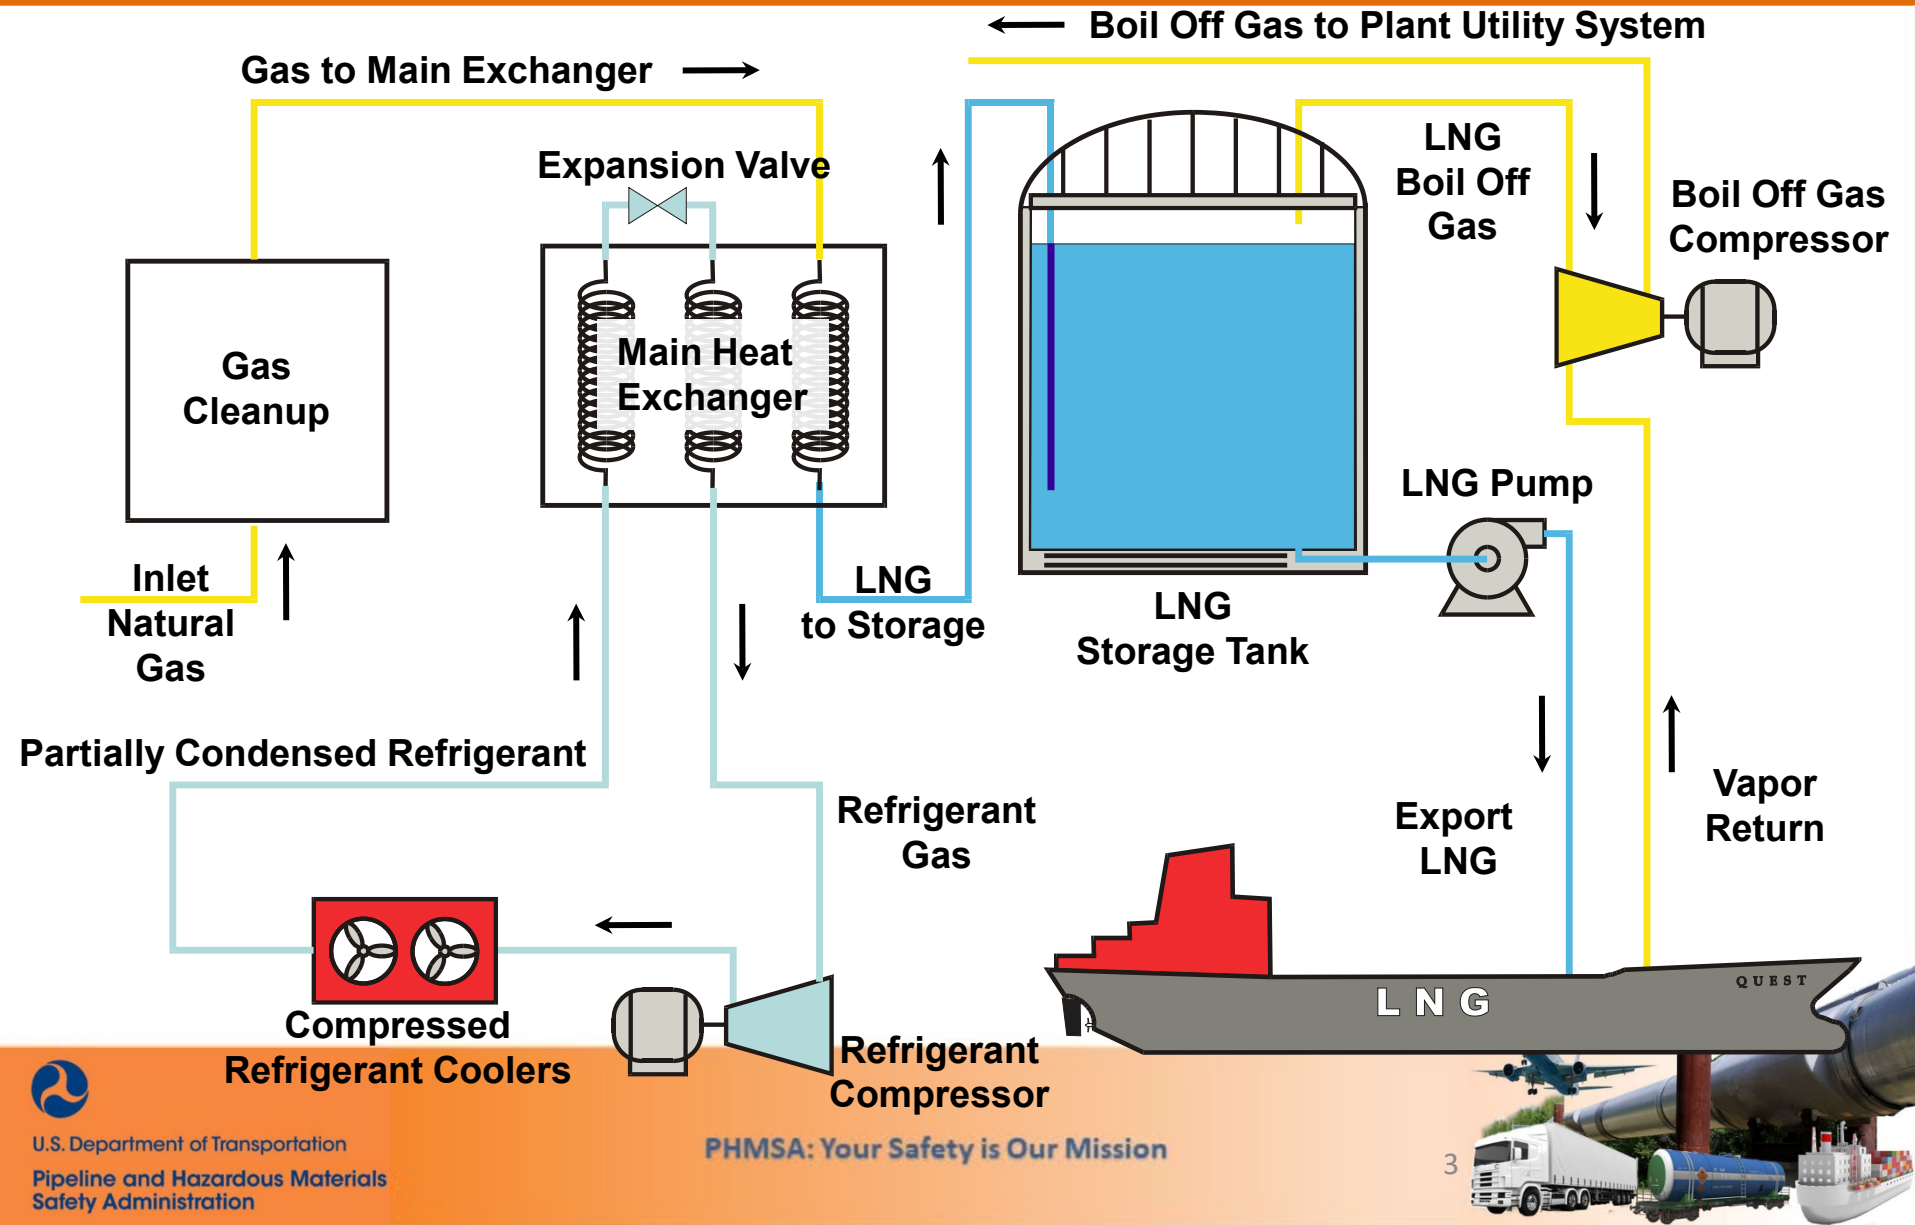 Boil Off Gas to Plant Utility System
Gas to Main Exchanger
Expansion Valve
LNG
Boil Off
Gas
Boil Off Gas
Compressor
Gas
Cleanup
Main Heat
Exchanger
LNG Pump
Inlet
Natural
Gas
LNG
to Storage
LNG
Storage Tank
Partially Condensed Refrigerant
Refrigerant
Gas
Export
LNG
Vapor
Return
LNG
QUEST
Compressed
Refrigerant Coolers
Refrigerant
Compressor
U.S. Department of Transportation
Pipeline and Hazardous Materials
Safety Administration
PHMSA: Your Safety is Our Mission
3